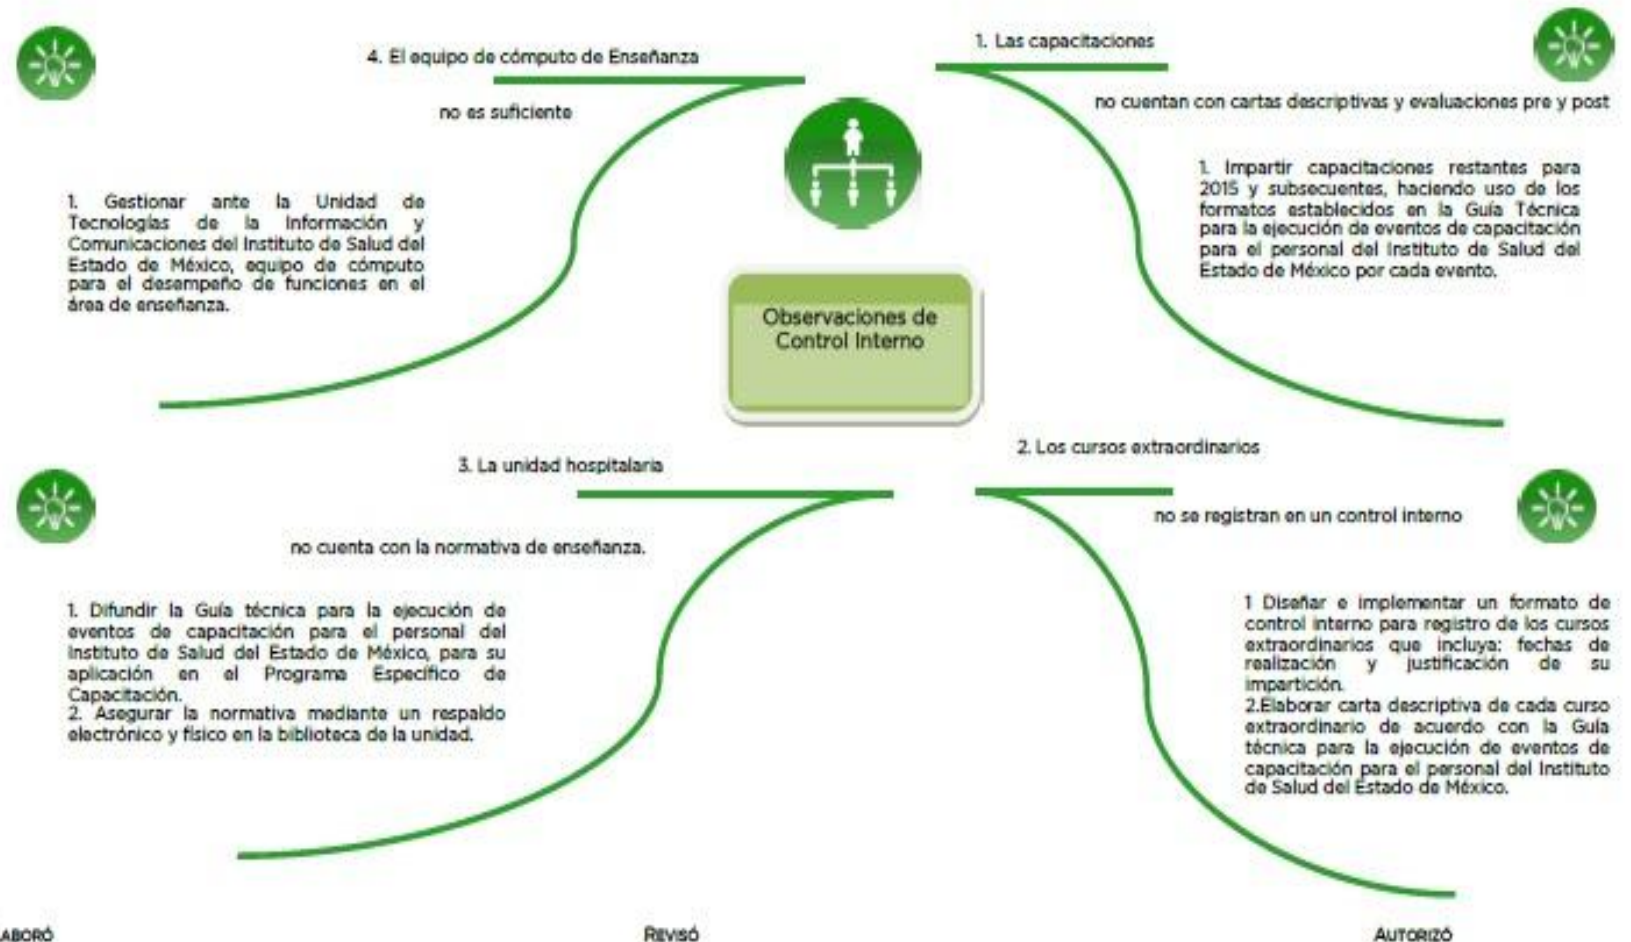 4. El equipo de cómputo de Enseñanza
no es suficiente
1. Gestionar ante la Unidad de
Tecnologías de la Información y
Comunicaciones del Instituto de Salud del
Estado de México, equipo de cómputo
para el desempeño de funciones en el
área de enseñanza.
1. Las capacitaciones
no cuentan con cartas descriptivas y evaluaciones pre y post
1. Impartir capacitaciones restantes para
2015 y subsecuentes, haciendo uso de los
formatos establecidos en la Guía Técnica
para la ejecución de eventos de capacitación
para el personal del Instituto de Salud del
Estado de México por cada evento.
Observaciones de
Control Interno
3. La unidad hospitalaria
no cuenta con la normativa de enseñanza.
1. Difundir la Guía técnica para la ejecución de
eventos de capacitación para el personal del
Instituto de Salud del Estado de México, para su
aplicación en el Programa Específico de
Capacitación.
2. Asegurar la normativa mediante un respaldo
electrónico y físico en la biblioteca de la unidad.
2. Los cursos extraordinarios
no se registran en un control interno
1 Diseñar e implementar un formato de
control interno para registro de los cursos
extraordinarios que incluya: fechas de
realización y justificación de su
impartición.
2.Elaborar carta descriptiva de cada curso
extraordinario de acuerdo con la Guía
técnica para la ejecución de eventos de
capacitación para el personal del Instituto
de Salud del Estado de México.
ABORÓ
REVISÓ
AUTORIZÓ